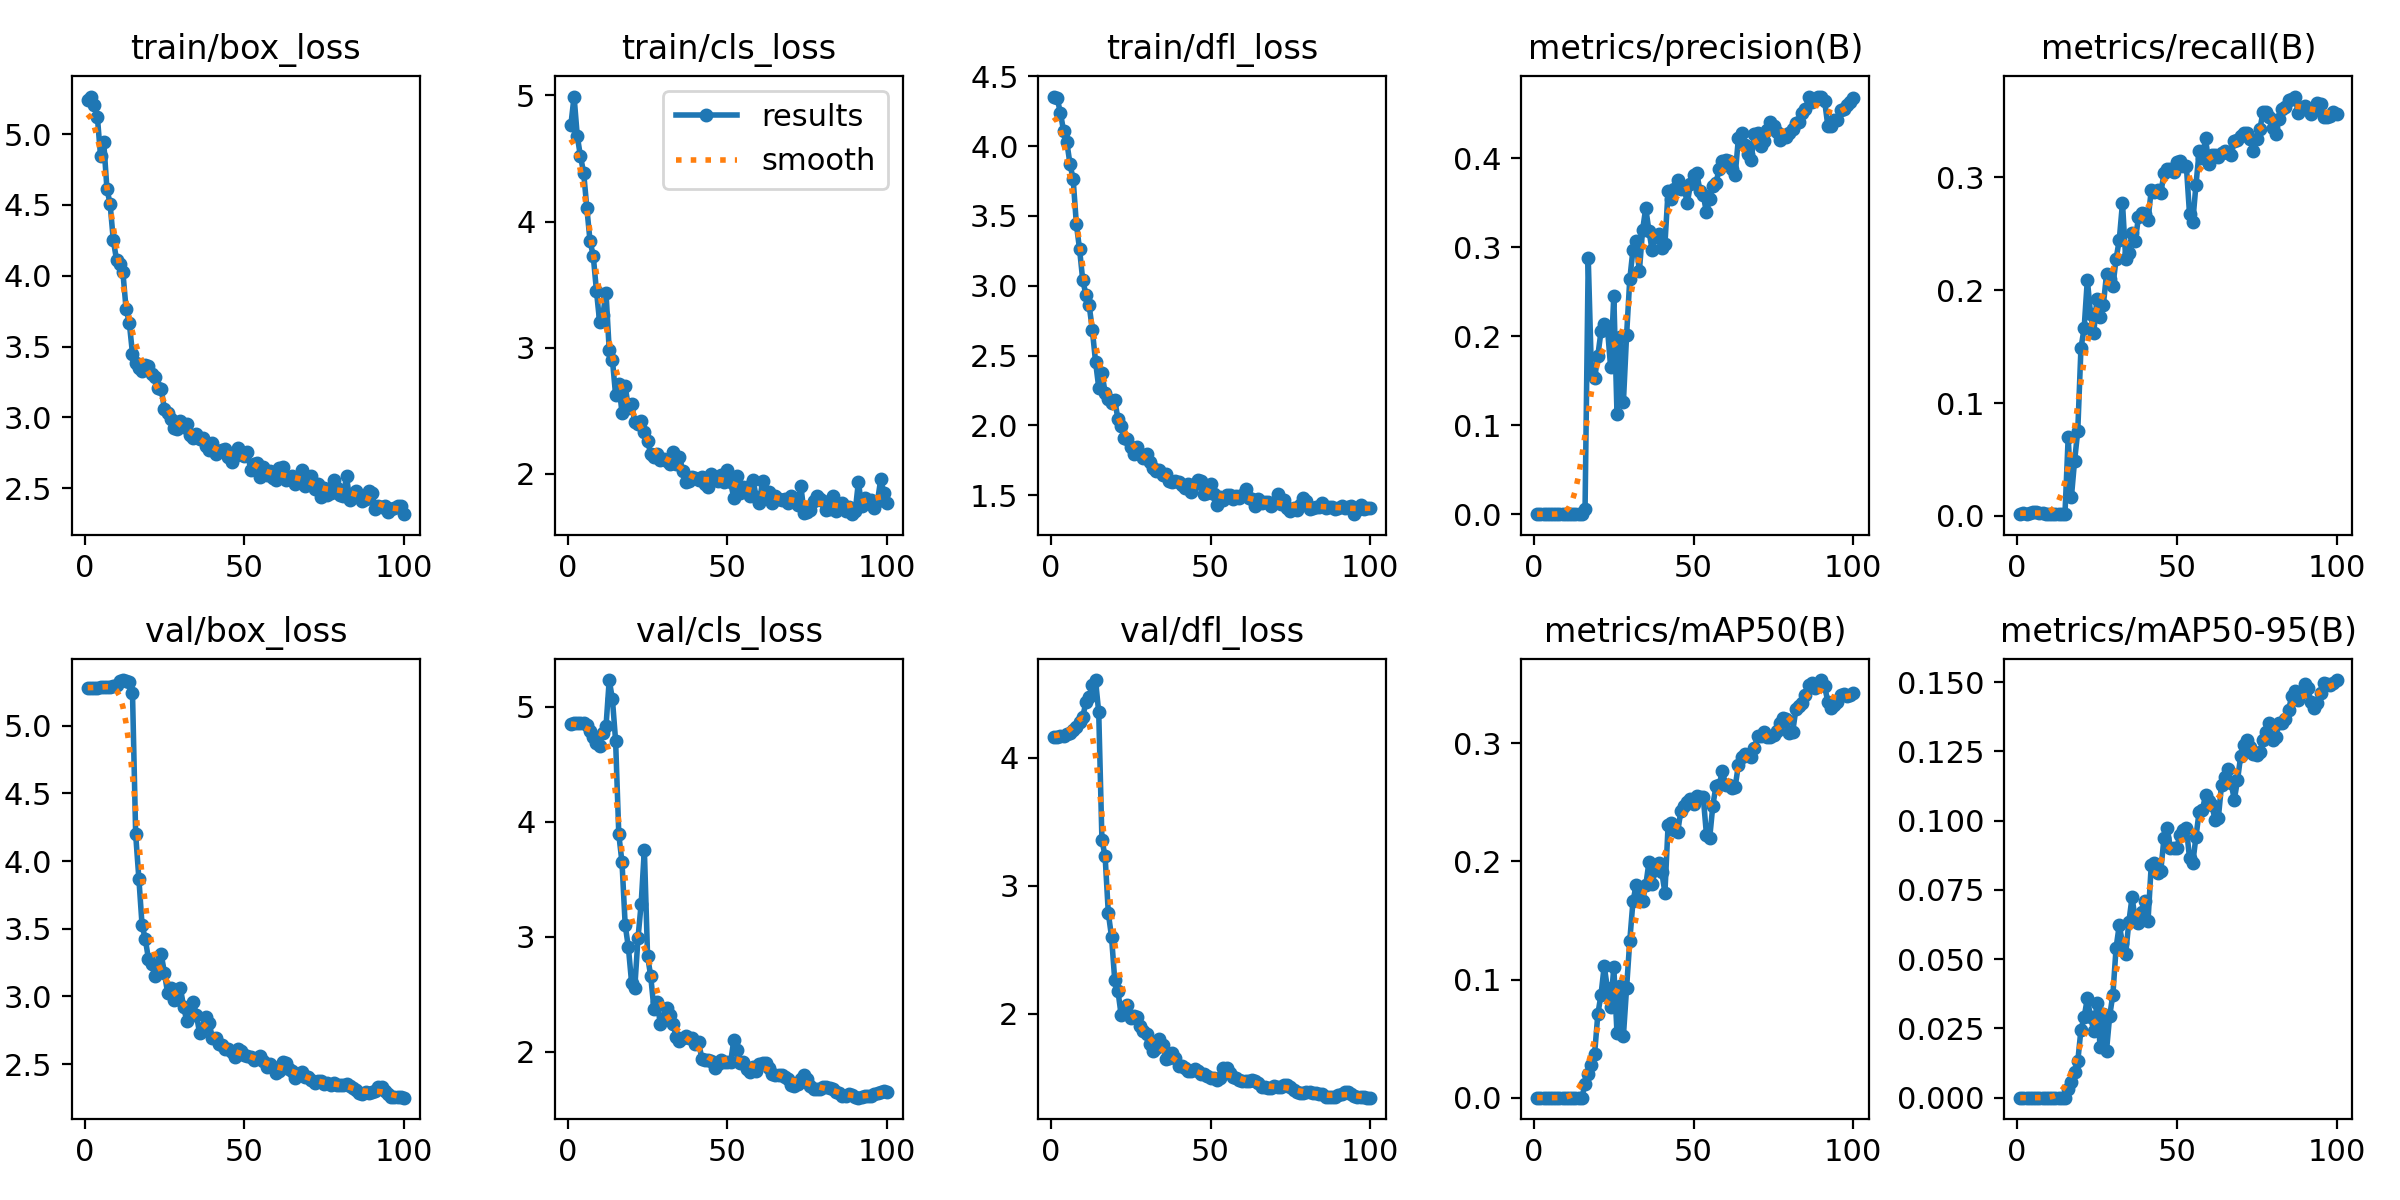 train/box_loss
train/cls_loss
train/dfl_loss
metrics/precision(B)
metrics/recall(B)
5.0
4.5
4.0
3.5
3.0
2.5
0 50 100
5
4
3
2
0 50 100
results
smooth
4.5
4.0
3.5
3.0
2.5
2.0
1.5
0 50 100
0.4
0.3
0.2
0.1
0.0
0 50 100
0.3
0.2
0.1
0.0
0 50 100
val/box_loss
val/cls_loss
val/dfl_loss
metrics/mAP50(B)
metrics/mAP50-95(B)
5.0
4.5
4.0
3.5
3.0
2.5
0 50 100
5
4
3
2
0 50 100
4
3
2
0 50 100
0.3
0.2
0.1
0.0
0 50 100
0.150
0.125
0.100
0.075
0.050
0.025
0.000
0 50 100